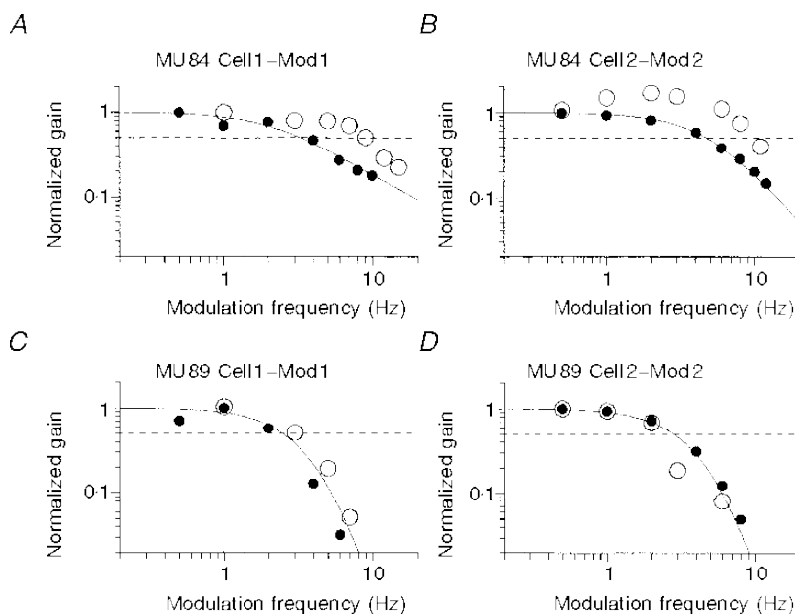 A
MU84 Cell1–Mod1
Normalized gain
1
0·1
1
10
Modulation frequency (Hz)
B
MU84 Cell2–Mod2
Normalized gain
1
0·1
1
10
Modulation frequency (Hz)
C
MU89 Cell1–Mod1
Normalized gain
1
0·1
1
10
Modulation frequency (Hz)
D
MU89 Cell2–Mod2
Normalized gain
1
0·1
1
10
Modulation frequency (Hz)